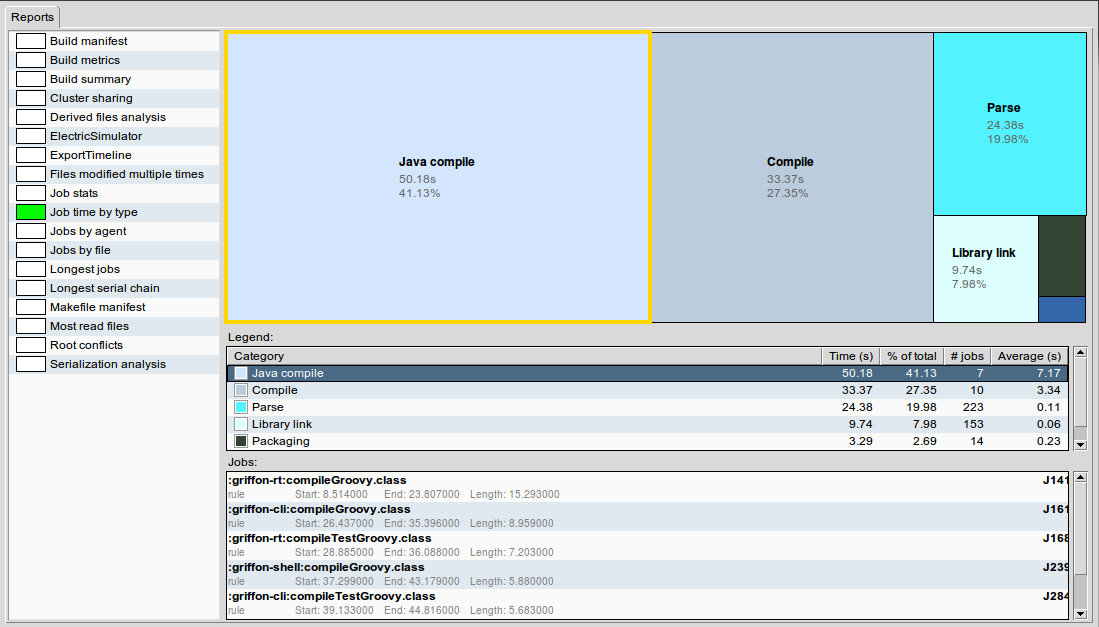 Reports
Build manifest
Build metrics
Build summary
Cluster sharing
Derived files analysis
ElectricSimulator
ExportTimeline
Files modified multiple times
Job stats
Job time by type
Jobs by agent
Jobs by file
Longest jobs
Longest serial chain
Makefile manifest
Most read files
Root conflicts
Serialization analysis
Java compile
50.18s
41.13%
Compile
33.37s
27.35%
Parse
24.38s
19.98%
Library link
9.74s
7.98%
Legend:
Category Time (s) % of total # jobs Average (s)
Java compile 50.18 41.13 7 7.17
Compile 33.37 27.35 10 3.34
Parse 24.38 19.98 223 0.11
Library link 9.74 7.98 153 0.06
Packaging 3.29 2.69 14 0.23
Jobs:
:griffon-rt:compileGroovy.class J141
rule Start: 8.514000 End: 23.807000 Length: 15.293000
:griffon-cli:compileGroovy.class J161
rule Start: 26.437000 End: 35.396000 Length: 8.959000
:griffon-rt:compileTestGroovy.class J168
rule Start: 28.885000 End: 36.088000 Length: 7.203000
:griffon-shell:compileGroovy.class J239
rule Start: 37.299000 End: 43.179000 Length: 5.880000
:griffon-cli:compileTestGroovy.class J284
rule Start: 39.133000 End: 44.816000 Length: 5.683000